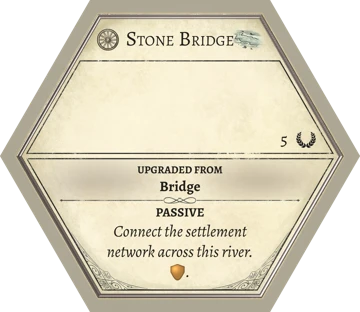 Stone Bridge
5
UPGRADED FROM
Bridge
PASSIVE
Connect the settlement
network across this river.
.